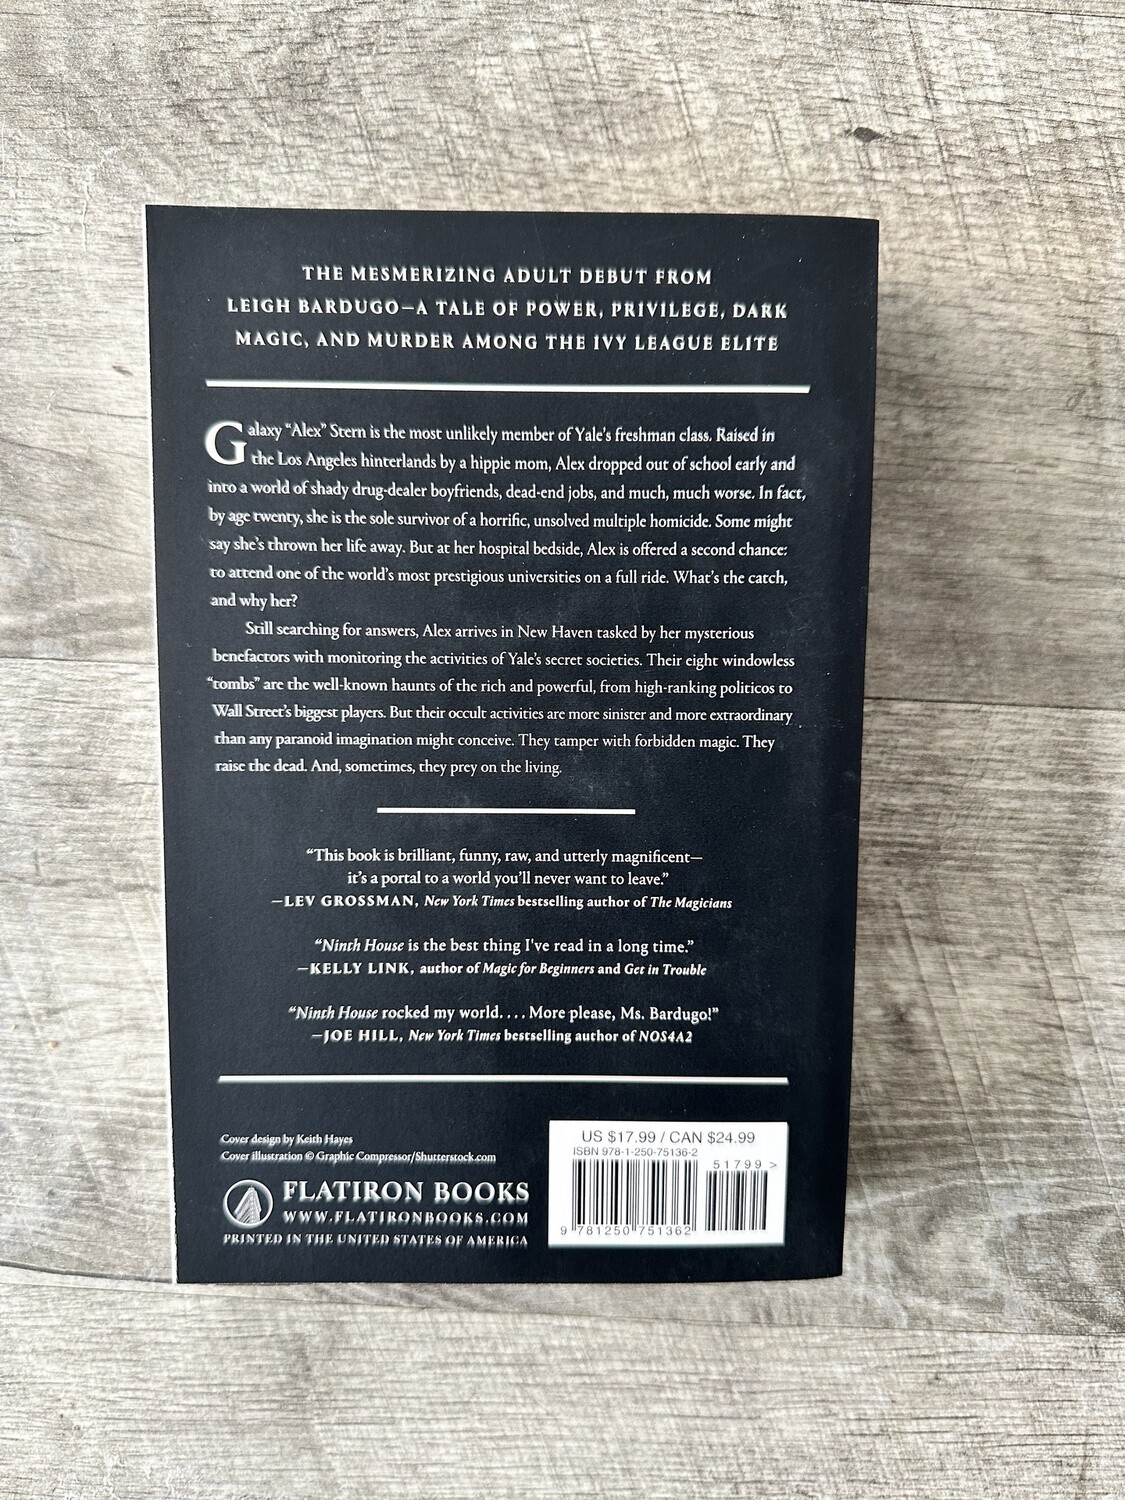 THE MESMERIZING ADULT DEBUT FROM
LEIGH BARDUGO—A TALE OF POWER, PRIVILEGE, DARK
MAGIC, AND MURDER AMONG THE IVY LEAGUE ELITE
Galaxy “Alex” Stern is the most unlikely member of Yale’s freshman class. Raised in
the Los Angeles hinterlands by a hippie mom, Alex dropped out of school early and
into a world of shady drug-dealer boyfriends, dead-end jobs, and much, much worse. In fact,
by age twenty, she is the sole survivor of a horrific, unsolved multiple homicide. Some might
say she’s thrown her life away. But at her hospital bedside, Alex is offered a second chance:
to attend one of the world’s most prestigious universities on a full ride. What’s the catch,
and why her?
Still searching for answers, Alex arrives in New Haven tasked by her mysterious
benefactors with monitoring the activities of Yale’s secret societies. Their eight windowless
“tombs” are the well-known haunts of the rich and powerful, from high-ranking politicos to
Wall Street’s biggest players. But their occult activities are more sinister and more extraordinary
than any paranoid imagination might conceive. They tamper with forbidden magic. They
raise the dead. And, sometimes, they prey on the living.
“This book is brilliant, funny, raw, and utterly magnificent—
it’s a portal to a world you’ll never want to leave.”
—LEV GROSSMAN, New York Times bestselling author of The Magicians
“Ninth House is the best thing I've read in a long time.”
—KELLY LINK, author of Magic for Beginners and Get in Trouble
“Ninth House rocked my world. . . . More please, Ms. Bardugo!”
—JOE HILL, New York Times bestselling author of NOS4A2
Cover design by Keith Hayes
Cover illustration © Graphic Compressor/Shutterstock.com
FLATIRON BOOKS
WWW.FLATIRONBOOKS.COM
PRINTED IN THE UNITED STATES OF AMERICA
US $17.99 / CAN $24.99
ISBN 978-1-250-75136-2
51799 >
9 781250 751362